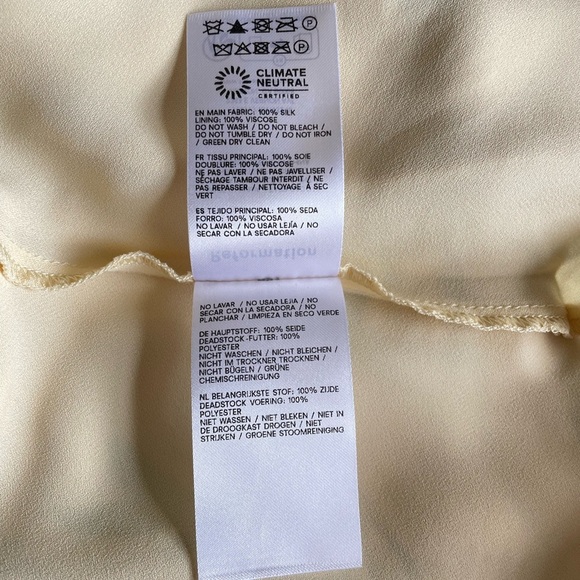 CLIMATE
NEUTRAL
CERTIFIED
EN MAIN FABRIC: 100% SILK
LINING: 100% VISCOSE
DO NOT WASH / DO NOT BLEACH /
DO NOT TUMBLE DRY / DO NOT IRON
/ GREEN DRY CLEAN
FR TISSU PRINCIPAL: 100% SOIE
DOUBLURE: 100% VISCOSE
NE PAS LAVER / NE PAS JAVELLISER /
SÉCHAGE TAMBOUR INTERDIT / NE
PAS REPASSER / NETTOYAGE À SEC
VERT
ES TEJIDO PRINCIPAL: 100% SEDA
FORRO: 100% VISCOSA
NO LAVAR / NO USAR LEJÍA / NO
SECAR CON LA SECADORA
Reformation
NO LAVAR / NO USAR LEJÍA / NO
SECAR CON LA SECADORA / NO
PLANCHAR / LIMPIEZA EN SECO VERDE
DE HAUPTSTOFF: 100% SEIDE
DEADSTOCK-FUTTER: 100%
POLYESTER
NICHT WASCHEN / NICHT BLEICHEN /
NICHT IM TROCKNER TROCKNEN /
NICHT BÜGELN / GRÜNE
CHEMISCHREINIGUNG
NL BELANGRIJKSTE STOF: 100% ZIJDE
DEADSTOCK VOERING: 100%
POLYESTER
NIET WASSEN / NIET BLEKEN / NIET IN
DE DROOGKAST DROGEN / NIET
STRIJKEN / GROENE STOOMREINIGING